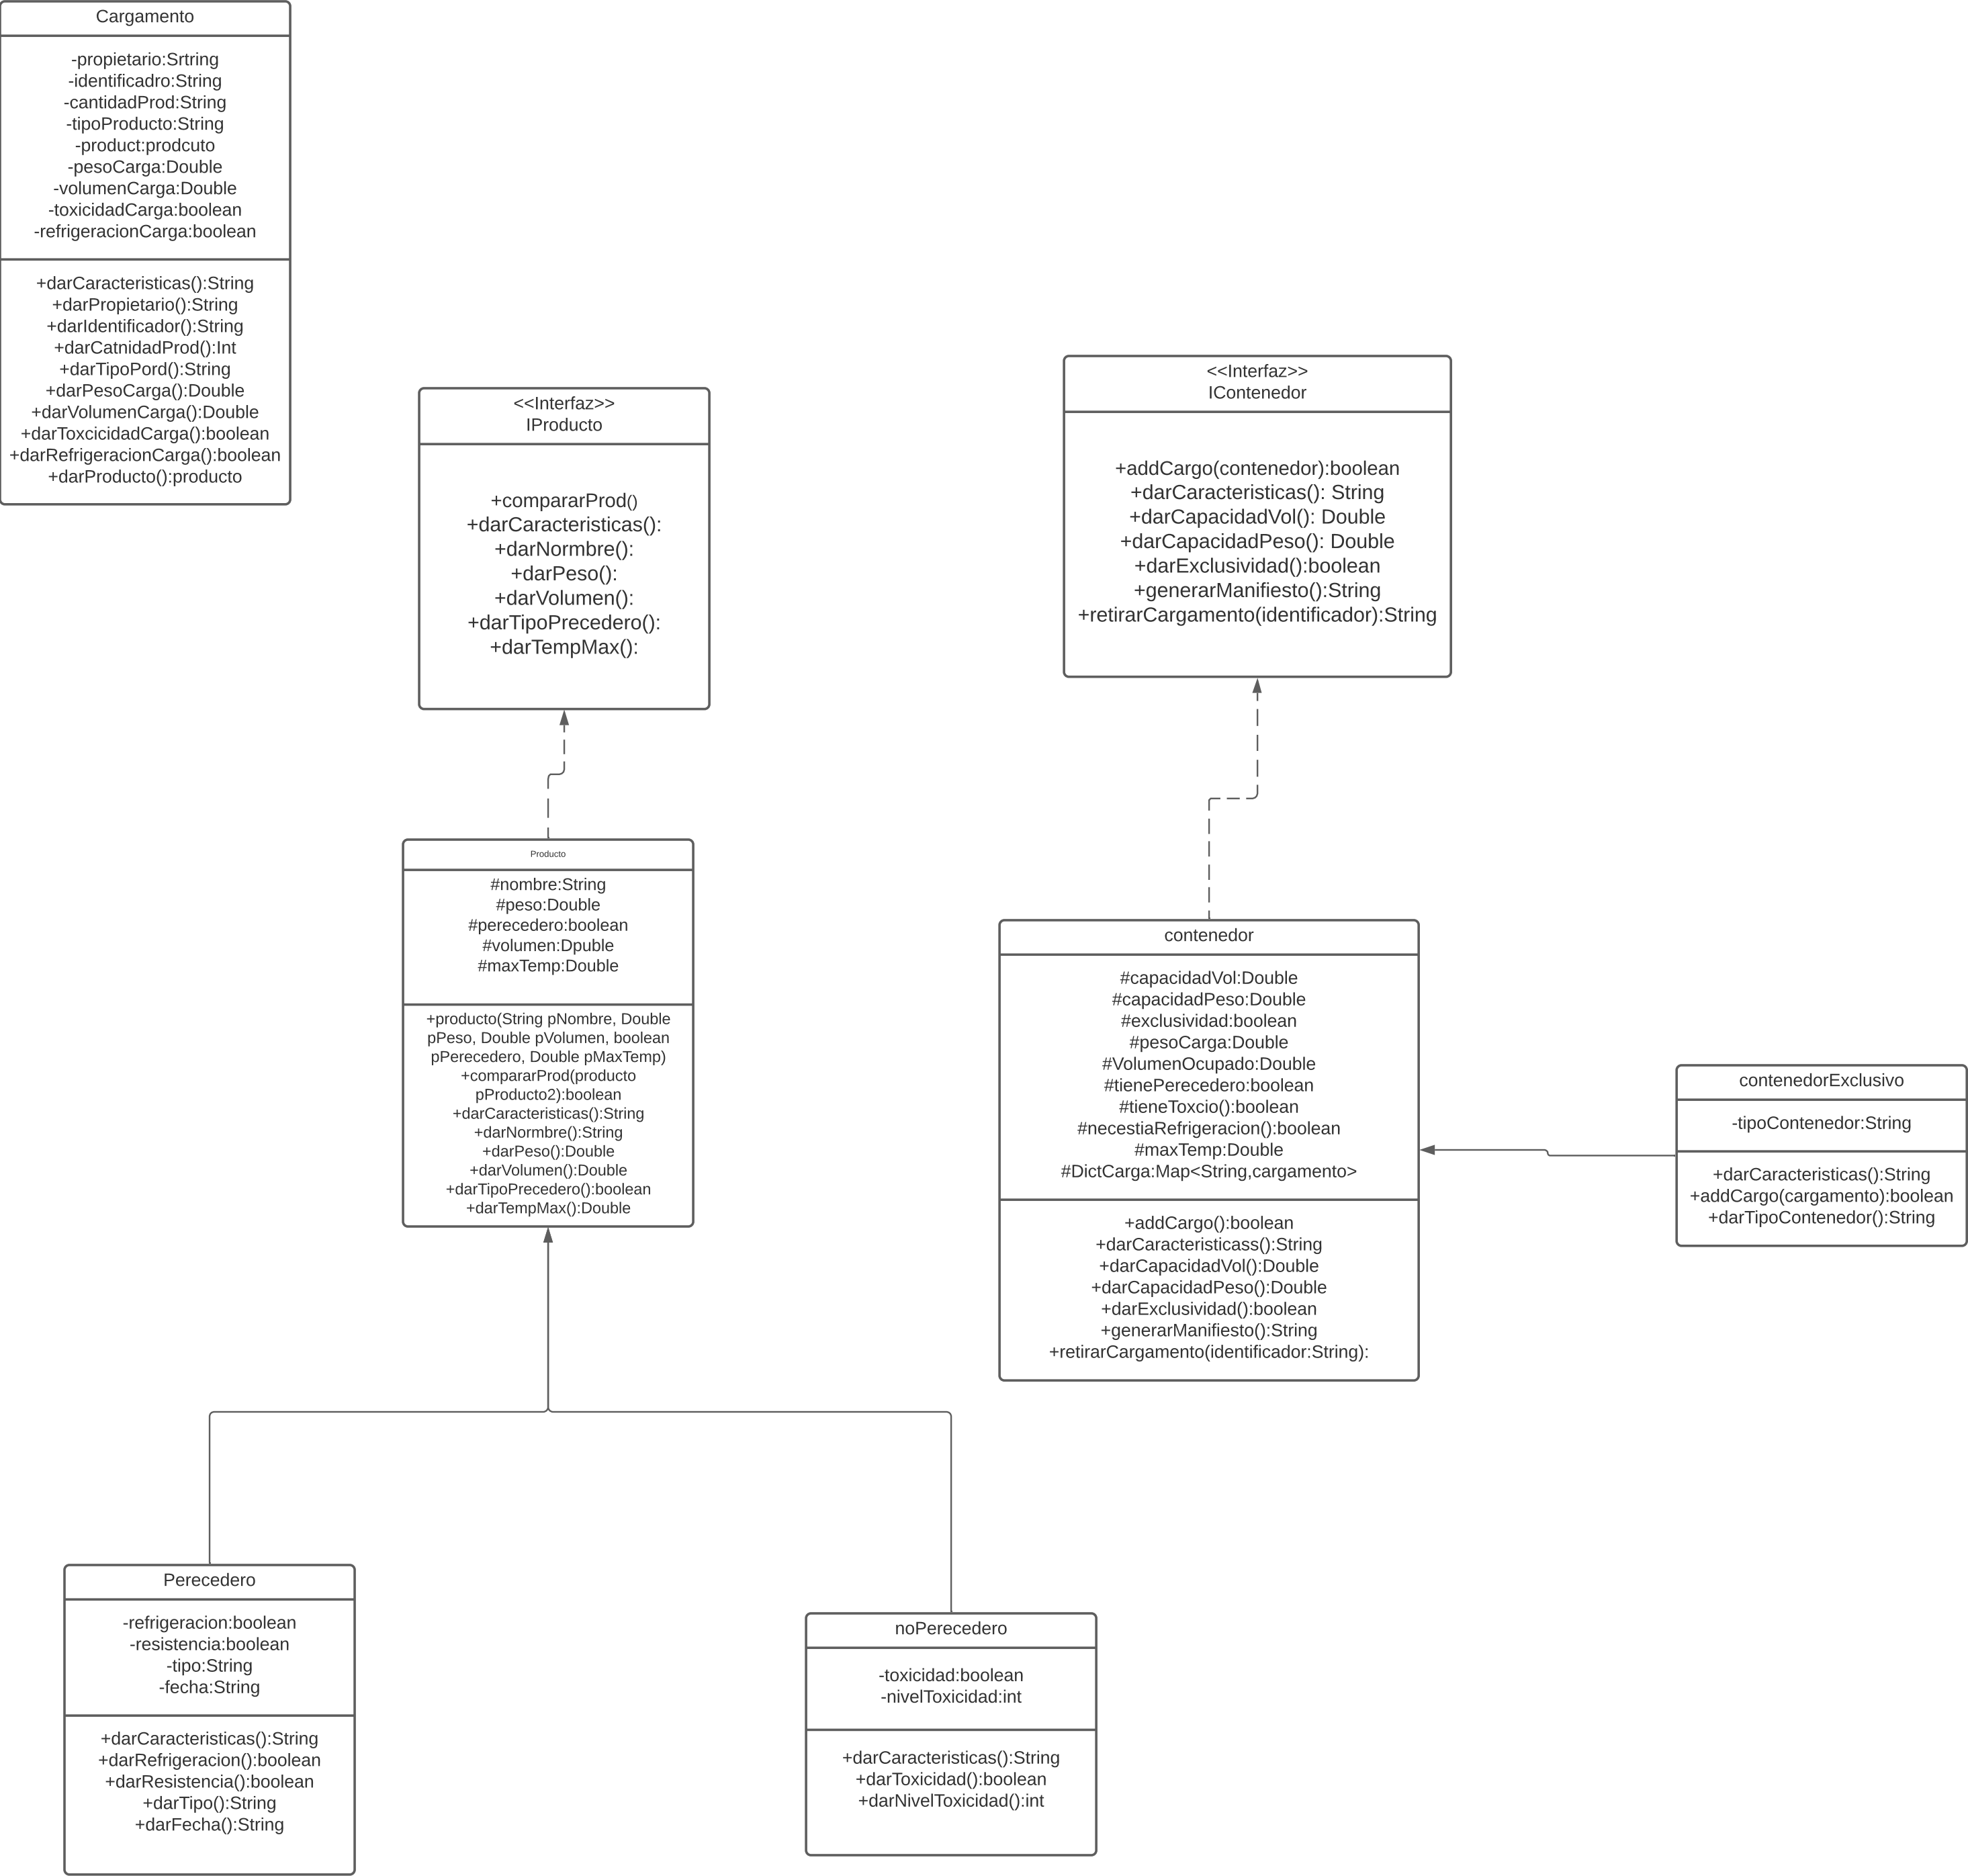 Cargamento
-propietario:Srtring
-identificadro:String
-cantidadProd:String
-tipoProducto:String
-product:prodcuto
-pesoCarga:Double
-volumenCarga:Double
-toxicidadCarga:boolean
-refrigeracionCarga:boolean
+darCaracteristicas():String
+darPropietario():String
+darIdentificador():String
+darCatnidadProd():Int
+darTipoPord():String
+darPesoCarga():Double
+darVolumenCarga():Double
+darToxcicidadCarga():boolean
+darRefrigeracionCarga():boolean
+darProducto():producto
<<Interfaz>>
IProducto
+compararProd()
+darCaracteristicas():
+darNormbre():
+darPeso():
+darVolumen():
+darTipoPrecedero():
+darTempMax():
<<Interfaz>>
IContenedor
+addCargo(contenedor):boolean
+darCaracteristicas(): String
+darCapacidadVol(): Double
+darCapacidadPeso(): Double
+darExclusividad():boolean
+generarManifiesto():String
+retirarCargamento(identificador):String
Producto
#nombre:String
#peso:Double
#perecedero:boolean
#volumen:Dpuble
#maxTemp:Double
+producto(String pNombre, Double
pPeso, Double pVolumen, boolean
pPerecedero, Double pMaxTemp)
+compararProd(producto
pProducto2):boolean
+darCaracteristicas():String
+darNormbre():String
+darPeso():Double
+darVolumen():Double
+darTipoPrecedero():boolean
+darTempMax():Double
contenedor
#capacidadVol:Double
#capacidadPeso:Double
#exclusividad:boolean
#pesoCarga:Double
#VolumenOcupado:Double
#tienePerecedero:boolean
#tieneToxcio():boolean
#necestiaRefrigeracion():boolean
#maxTemp:Double
#DictCarga:Map<String,cargamento>
+addCargo():boolean
+darCaracteristicass():String
+darCapacidadVol():Double
+darCapacidadPeso():Double
+darExclusividad():boolean
+generarManifiesto():String
+retirarCargamento(identificador:String):
contenedorExclusivo
-tipoContenedor:String
+darCaracteristicas():String
+addCargo(cargamento):boolean
+darTipoContenedor():String
Perecedero
-refrigeracion:boolean
-resistencia:boolean
-tipo:String
-fecha:String
+darCaracteristicas():String
+darRefrigeracion():boolean
+darResistencia():boolean
+darTipo():String
+darFecha():String
noPerecedero
-toxicidad:boolean
-nivelToxicidad:int
+darCaracteristicas():String
+darToxicidad():boolean
+darNivelToxicidad():int